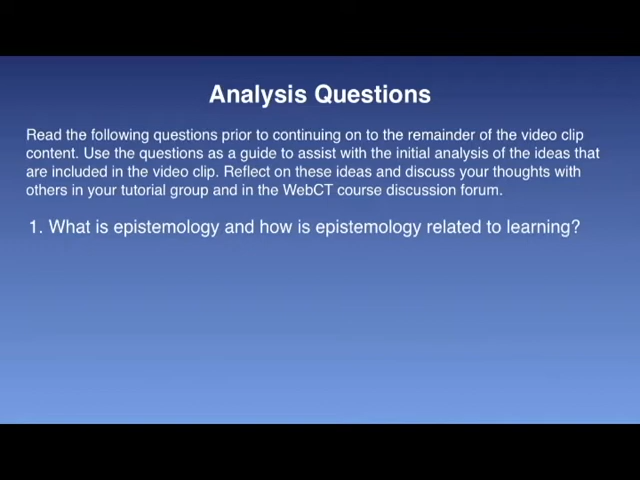 Analysis Questions
Read the following questions prior to continuing on to the remainder of the video clip
content. Use the questions as a guide to assist with the initial analysis of the ideas that
are included in the video clip. Reflect on these ideas and discuss your thoughts with
others in your tutorial group and in the WebCT course discussion forum.
1. What is epistemology and how is epistemology related to learning?